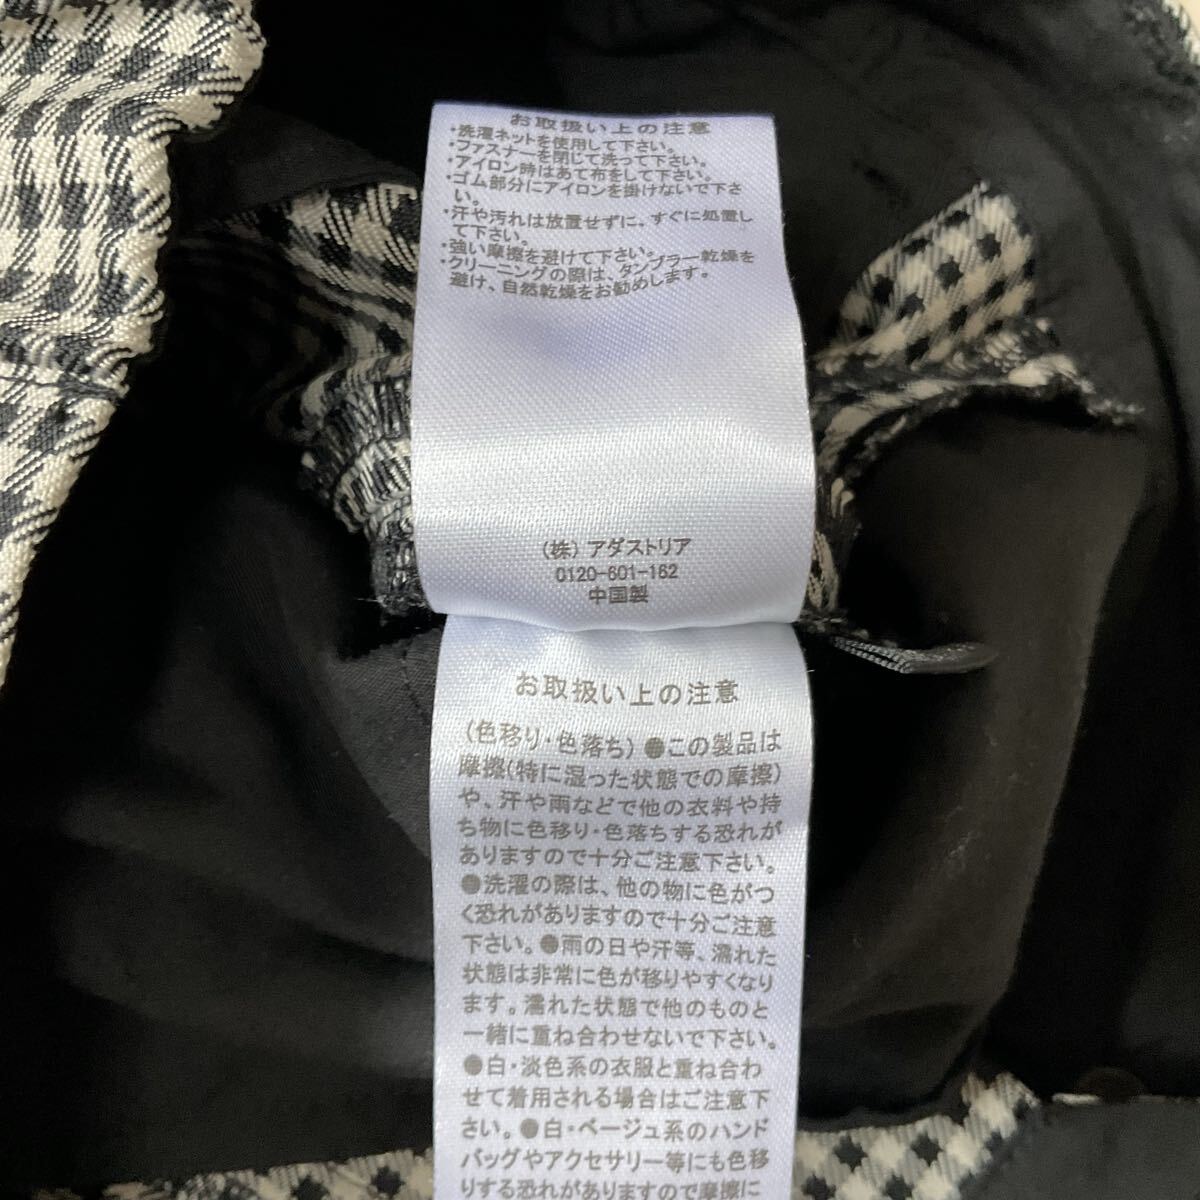 お取扱い上の注意
・洗濯ネットを使用して下さい。
・ファスナーを閉じて洗って下さい。
・アイロン時はあて布をして下さい。
・ゴム部分にアイロンを掛けないで下さ
い。
・汗や汚れは放置せずに、すぐに処置し
て下さい。
・強い摩擦を避けて下さい。
・クリーニングの際は、タンブラー乾燥を
避け、自然乾燥をお勧めします。
(株)アダストリア
0120-601-162
中国製
お取扱い上の注意
(色移り・色落ち)●この製品は
摩擦(特に湿った状態での摩擦)
や、汗や雨などで他の衣料や持
ち物に色移り・色落ちする恐れが
ありますので十分ご注意下さい。
●洗濯の際は、他の物に色がつ
く恐れがありますので十分ご注意
下さい。●雨の日や汗等、濡れた
状態は非常に色が移りやすくなり
ます。濡れた状態で他のものと
一緒に重ね合わせないで下さい。
●白・淡色系の衣服と重ね合わ
せて着用される場合はご注意下
さい。●白・ベージュ系のハンド
バッグやアクセサリー等にも色移
りする恐れがありますので摩擦に